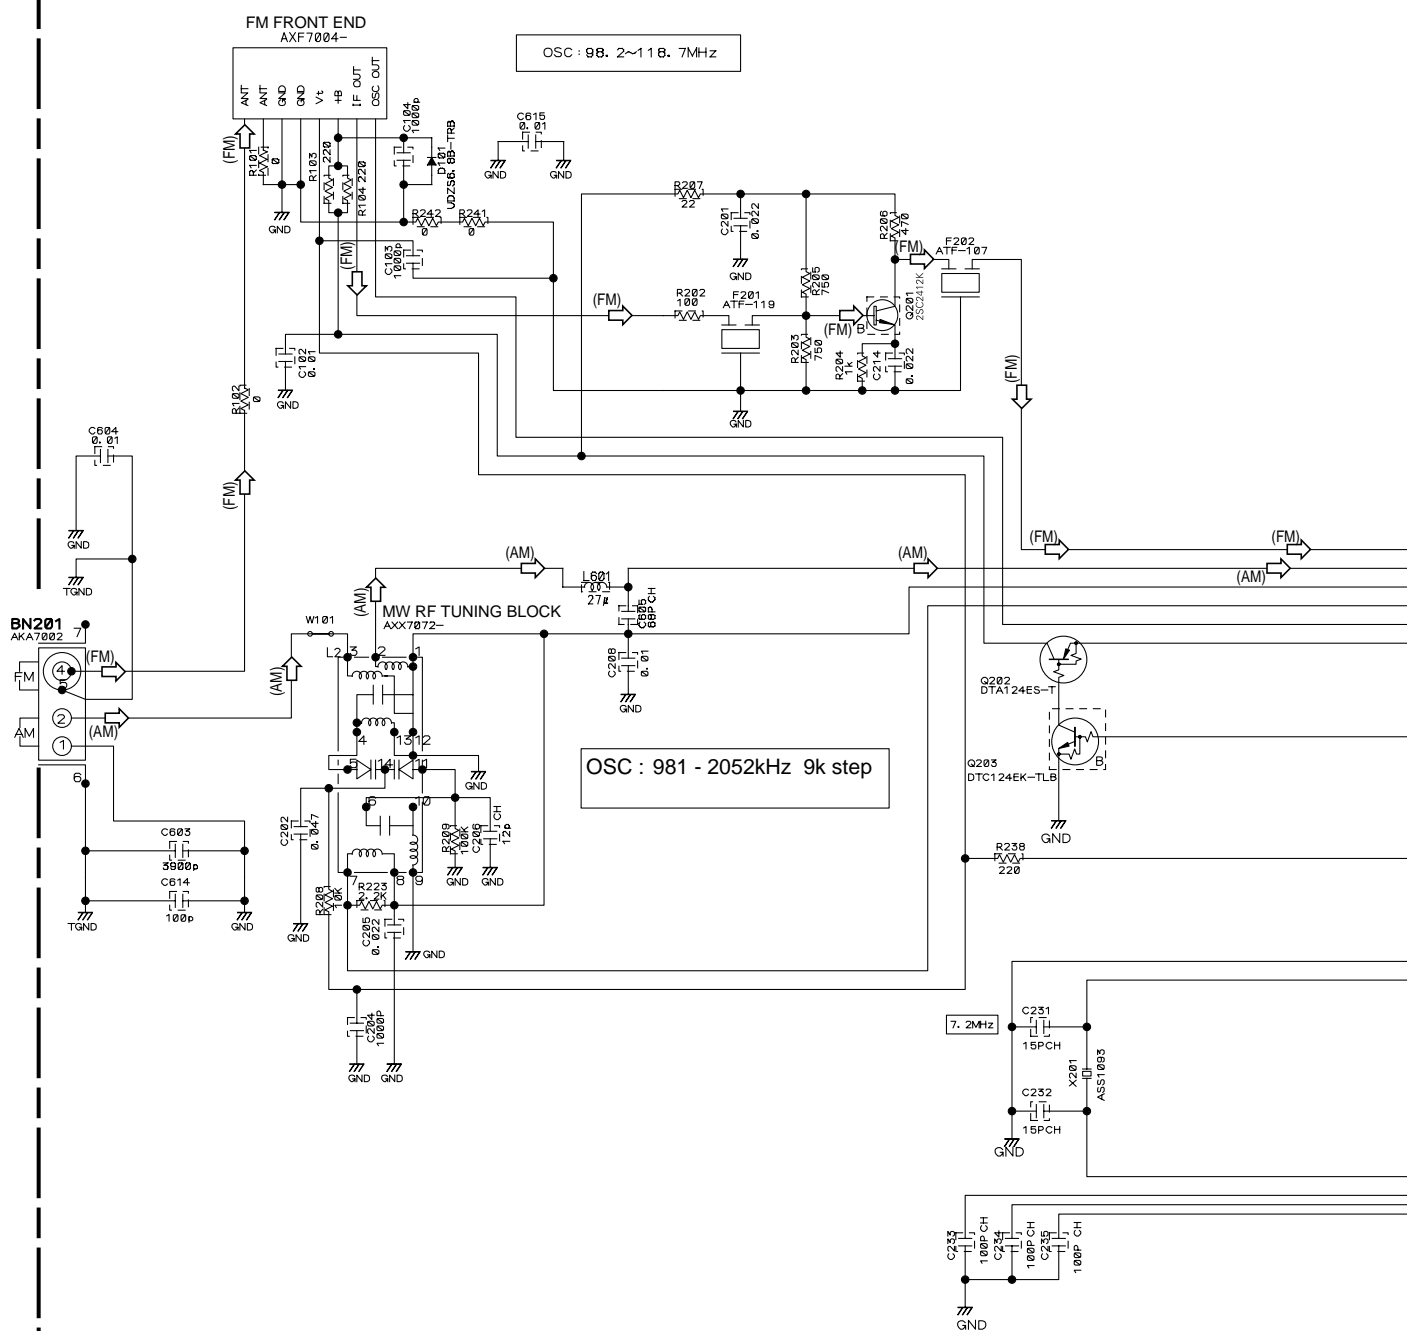 FM FRONT END
AXF7004-
OSC : 98. 2~118. 7MHz
ANT
ANT
GND
GND
Vt
+B
IF OUT
OSC OUT
(FM)
R101
0
R103
220
R104 220
C104
1000p
D101
UDZS6. 8B-TRB
C615
0. 01
GND
GND
GND
R242
0
R241
0
C103
1000p
(FM)
R207
22
C201
0. 022
GND
R206
470
(FM)
F202
ATF-107
R205
750
Q201
2SC2412K
B
(FM)
R202
100
F201
ATF-119
(FM)
R203
750
R204
1k
C214
0. 022
GND
(FM)
C102
0. 01
GND
R102
0
C604
0. 01
GND
TGND
(FM)
(AM)
L601
27μ
(AM)
(FM)
(FM)
(AM)
BN201
AKA7002
7
FM
4
5
(FM)
AM
2
1
(AM)
6
W101
(AM)
(AM)
MW RF TUNING BLOCK
AXX7072-
L2
3
2
1
C605
68P CH
C208
0. 01
GND
4
13
12
5
14
11
GND
6
10
7
8
9
C202
0. 047
GND
R209
100K
GND
C206
12p
CH
GND
R208
10K
R223
2. 2K
C205
0. 022
GND
OSC : 981 - 2052kHz 9k step
Q202
DTA124ES-T
Q203
DTC124EK-TLB
B
GND
C603
3900p
C614
100p
TGND
GND
R238
220
C204
1000P
GND
GND
7. 2MHz
C231
15PCH
X201
ASS1093
C232
15PCH
GND
C233
100P CH
C234
100P CH
C235
100P CH
GND